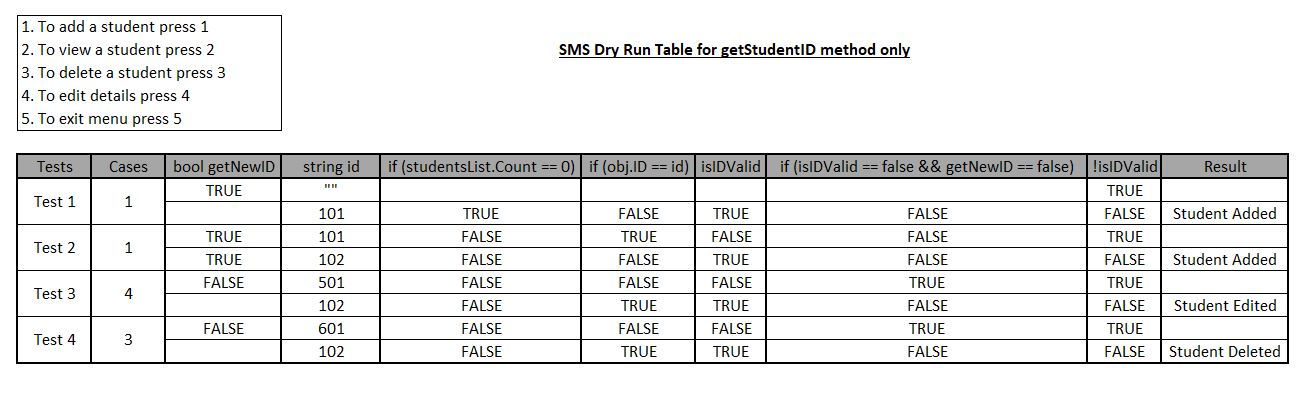 1. To add a student press 1
2. To view a student press 2
3. To delete a student press 3
4. To edit details press 4
5. To exit menu press 5
SMS Dry Run Table for getStudentID method only
Tests Cases bool getNewID string id if (studentsList.Count == 0) if (obj.ID == id) isIDValid if (isIDValid == false && getNewID == false) !isIDValid Result
Test 1 1 TRUE "" TRUE
101 TRUE FALSE TRUE FALSE FALSE Student Added
Test 2 1 TRUE 101 FALSE TRUE FALSE FALSE TRUE
TRUE 102 FALSE FALSE TRUE FALSE FALSE Student Added
Test 3 4 FALSE 501 FALSE FALSE FALSE TRUE TRUE
102 FALSE TRUE TRUE FALSE FALSE Student Edited
Test 4 3 FALSE 601 FALSE FALSE FALSE TRUE TRUE
102 FALSE TRUE TRUE FALSE FALSE Student Deleted